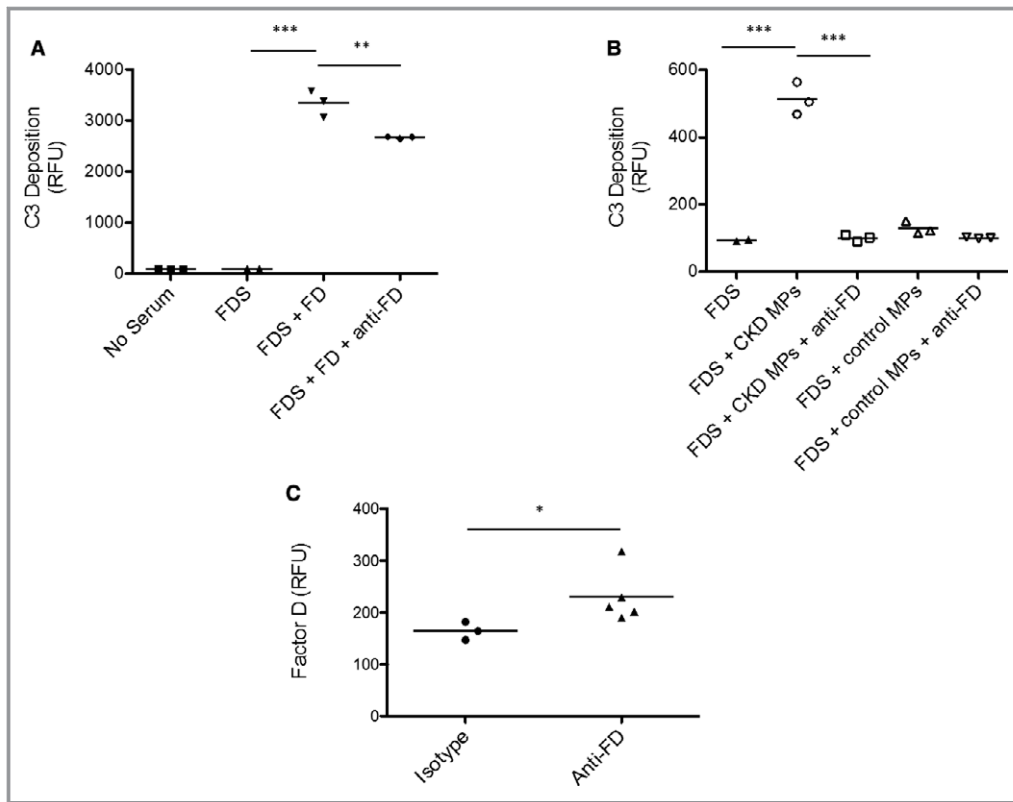 A
***
**
C3 Deposition
(RFU)
4000
3000
2000
1000
0
No Serum
FDS
FDS + FD
FDS + FD + anti-FD
B
***
***
C3 Deposition
(RFU)
600
400
200
0
FDS
FDS + CKD MPs
FDS + CKD MPs + anti-FD
FDS + control MPs
FDS + control MPs + anti-FD
C
*
Factor D (RFU)
400
300
200
100
0
Isotype
Anti-FD